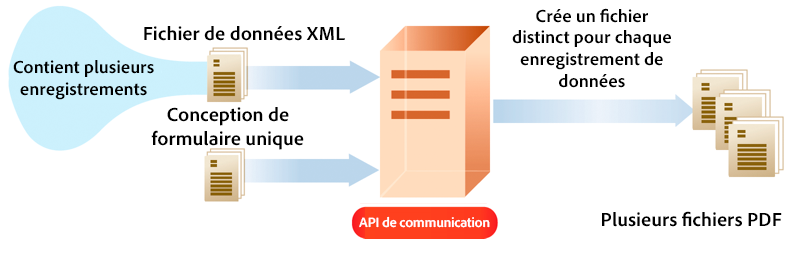 Contient plusieurs
enregistrements
Fichier de données XML
Conception de
formulaire unique
API de communication
Crée un fichier
distinct pour chaque
enregistrement de
données
Plusieurs fichiers PDF